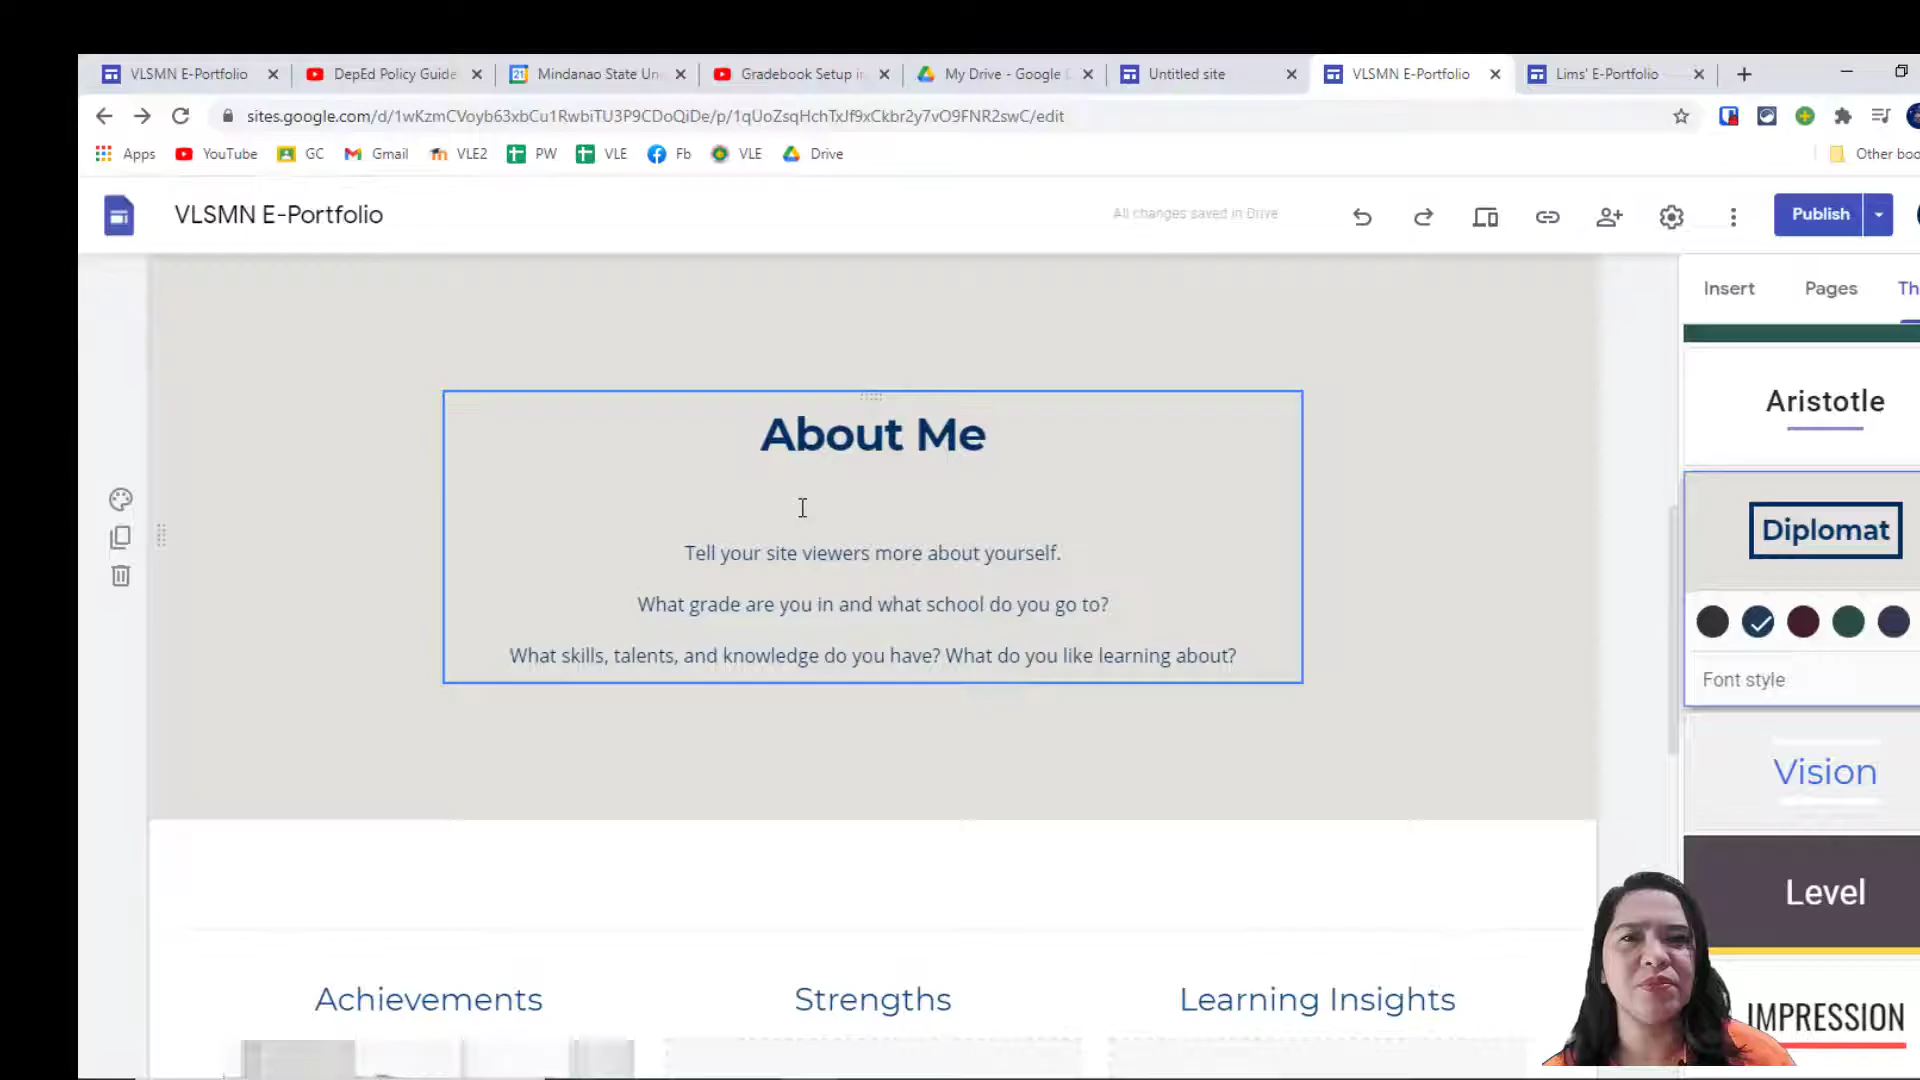 VLSMN E-Portfolio
DepEd Policy Guide
21
Mindanao State Un
Gradebook Setup i
My Drive - Google
Untitled site
VLSMN E-Portfolio
Lims' E-Portfolio
sites.google.com/d/1wKzmCVoyb63xbCu1RwbiTU3P9CDoQiDe/p/1qUoZsqHchTxJf9xCkbr2y7vO9FNR2swC/edit
Apps
YouTube
GC
Gmail
VLE2
PW
VLE
Fb
VLE
Drive
Other boo
VLSMN E-Portfolio
All changes saved in Drive
Publish
Insert
Pages
Th
About Me
Tell your site viewers more about yourself.
What grade are you in and what school do you go to?
What skills, talents, and knowledge do you have? What do you like learning about?
Achievements
Strengths
Learning Insights
Aristotle
Diplomat
Font style
Vision
Level
IMPRESSION